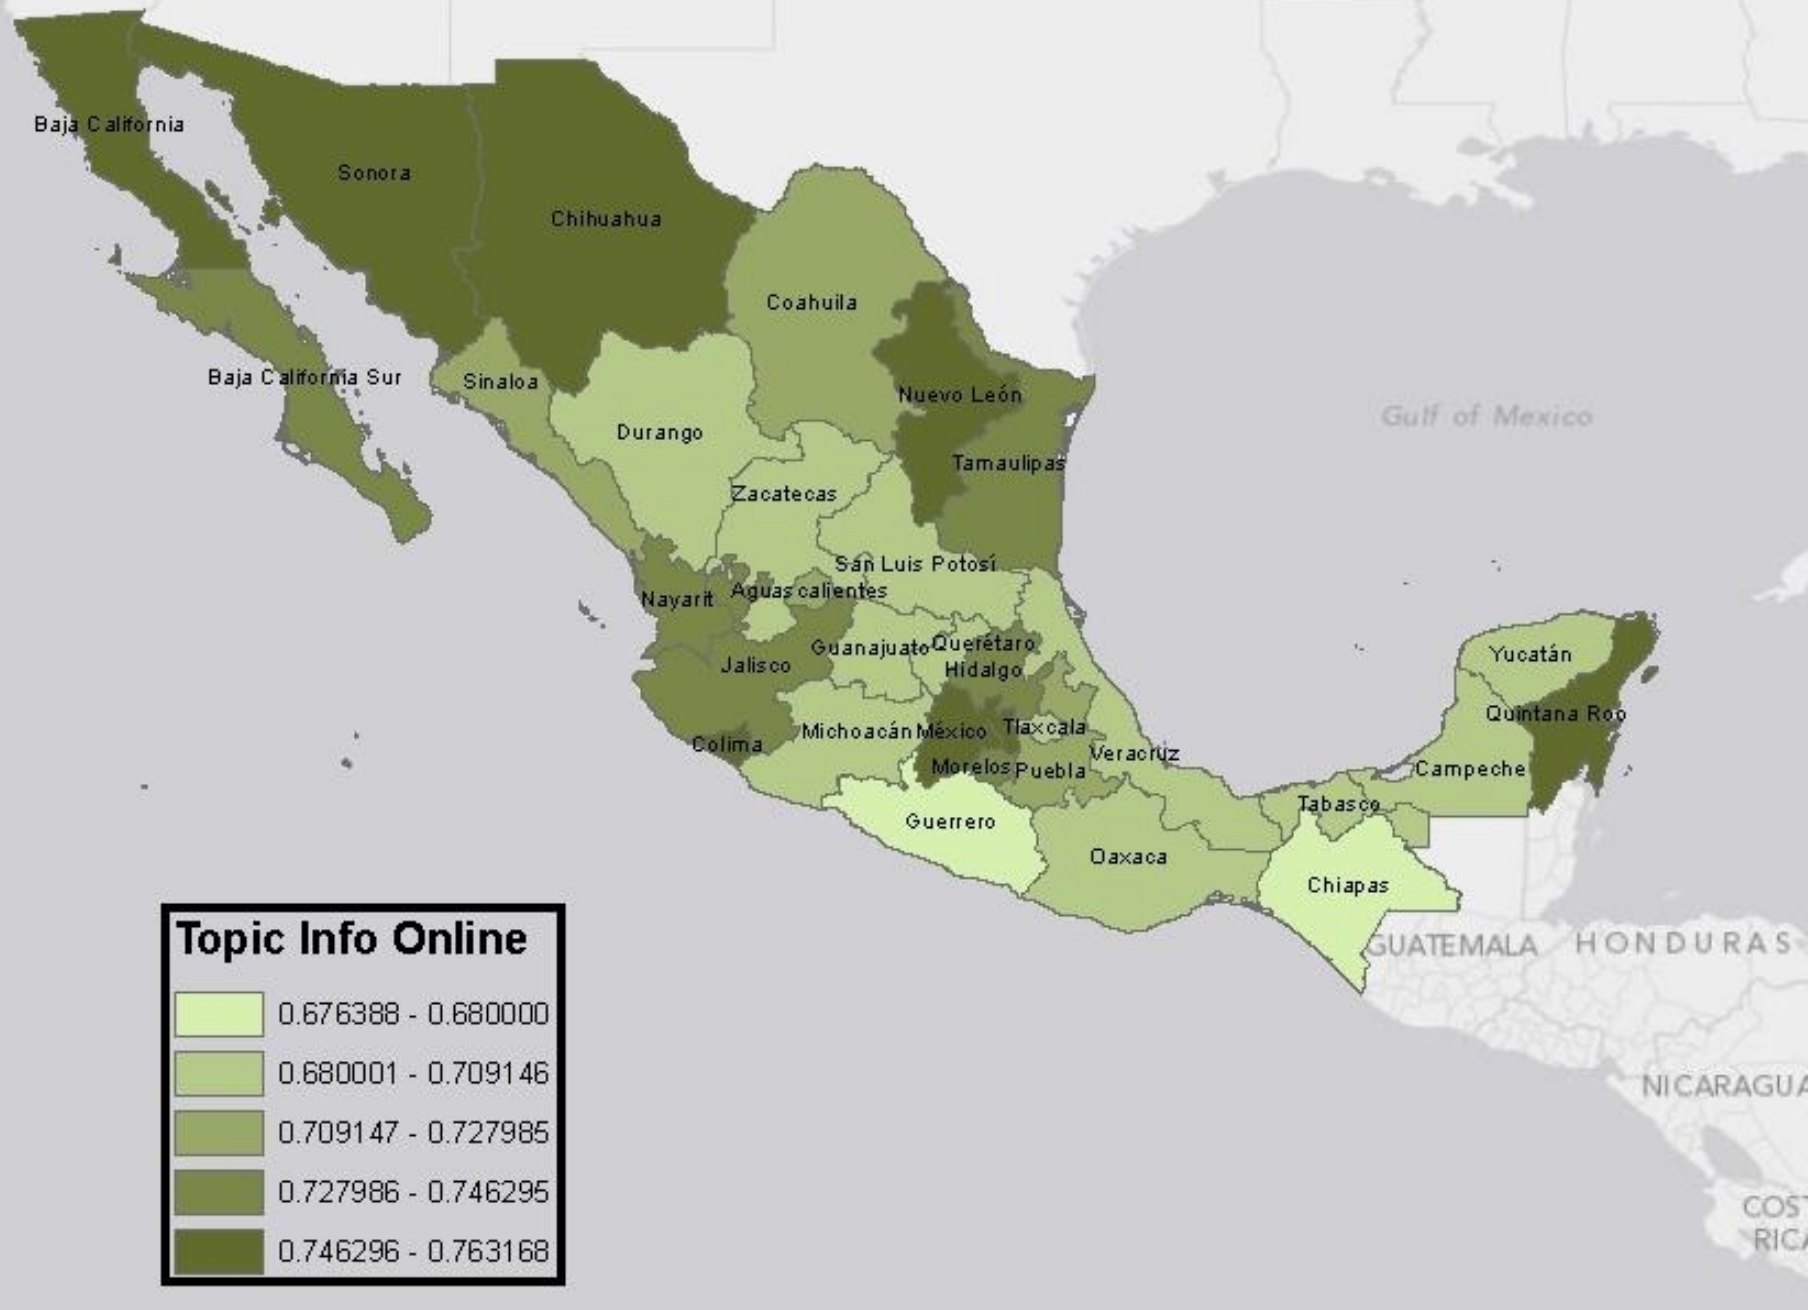 Baja California
Sonora
Chihuahua
Coahuila
Baja California Sur
Sinaloa
Nuevo León
Gulf of Mexico
Durango
Tamaulipas
Zacatecas
San Luis Potosí
Aguascalientes
Nayarit
Guanajuato
Querétaro
Yucatán
Jalisco
Hidalgo
Quintana Roo
Michoacán
México
Tlaxcala
Colima
Veracruz
Morelos
Puebla
Campeche
Tabasco
Guerrero
Oaxaca
Chiapas
GUATEMALA
HONDURAS
Topic Info Online
0.676388 - 0.680000
0.680001 - 0.709146
0.709147 - 0.727985
0.727986 - 0.746295
0.746296 - 0.763168
NICARAGUA
COST
RICA